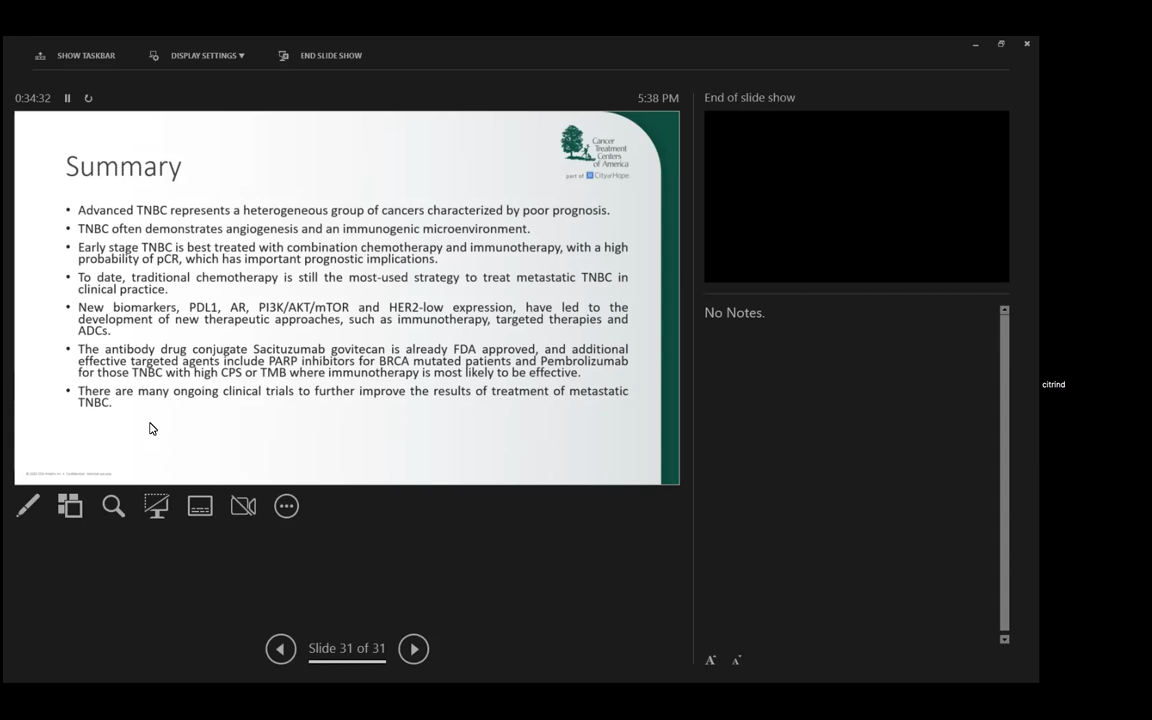 SHOW TASKBAR
DISPLAY SETTINGS ▼
END SLIDE SHOW
0:34:32
5:38 PM
End of slide show
Cancer
Treatment
Centers
of America
part of City of Hope
Summary
• Advanced TNBC represents a heterogeneous group of cancers characterized by poor prognosis.
• TNBC often demonstrates angiogenesis and an immunogenic microenvironment.
• Early stage TNBC is best treated with combination chemotherapy and immunotherapy, with a high
probability of pCR, which has important prognostic implications.
• To date, traditional chemotherapy is still the most-used strategy to treat metastatic TNBC in
clinical practice.
• New biomarkers, PDL1, AR, PI3K/AKT/mTOR and HER2-low expression, have led to the
development of new therapeutic approaches, such as immunotherapy, targeted therapies and
ADCs.
• The antibody drug conjugate Sacituzumab govitecan is already FDA approved, and additional
effective targeted agents include PARP inhibitors for BRCA mutated patients and Pembrolizumab
for those TNBC with high CPS or TMB where immunotherapy is most likely to be effective.
• There are many ongoing clinical trials to further improve the results of treatment of metastatic
TNBC.
No Notes.
citrind
Slide 31 of 31
A A